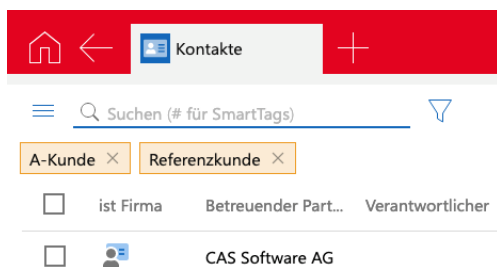 Kontakte
Suchen (# für SmartTags)
A-Kunde × Referenzkunde ×
ist Firma Betreuender Part... Verantwortlicher
CAS Software AG